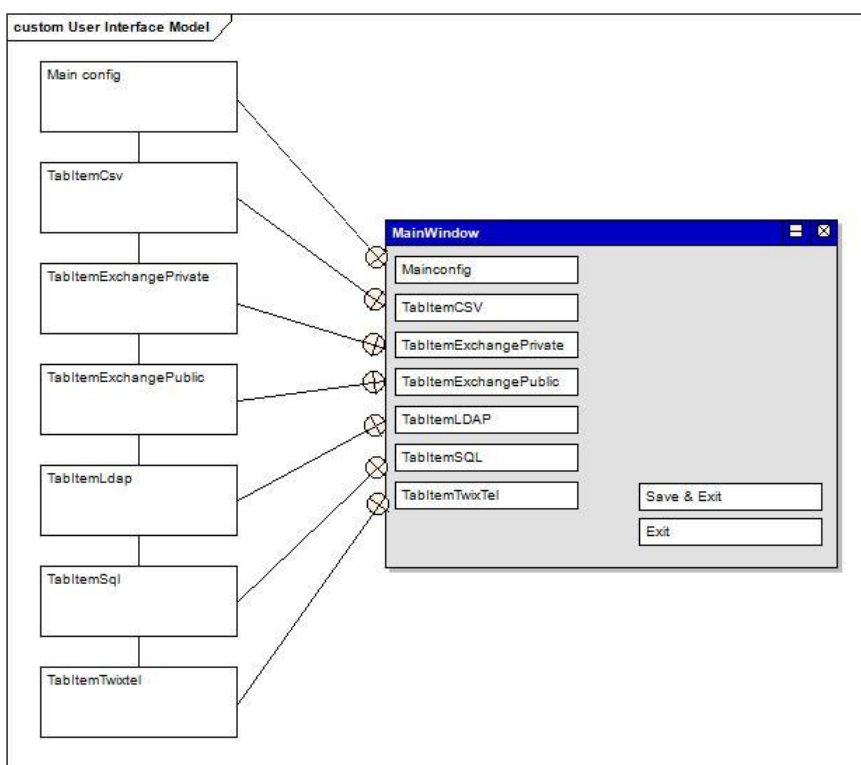 custom User Interface Model
Main config
TabItemCsv
TabItemExchangePrivate
TabItemExchangePublic
TabItemLdap
TabItemSql
TabItemTwixtel
MainWindow
Mainconfig
TabItemCSV
TabItemExchangePrivate
TabItemExchangePublic
TabItemLDAP
TabItemSQL
TabItemTwixTel
Save & Exit
Exit